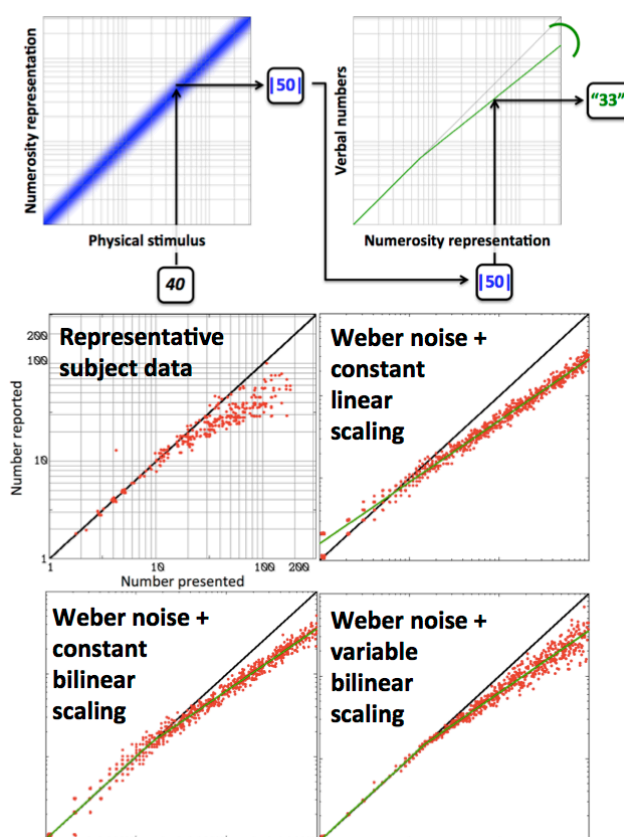 Numerosity representation
Physical stimulus
40
|50|
Verbal numbers
Numerosity representation
"33"
|50|
Representative
subject data
Number reported
200
100
10
1
1
10
100
200
Number presented
Weber noise +
constant
linear
scaling
Weber noise +
constant
bilinear
scaling
Weber noise +
variable
bilinear
scaling